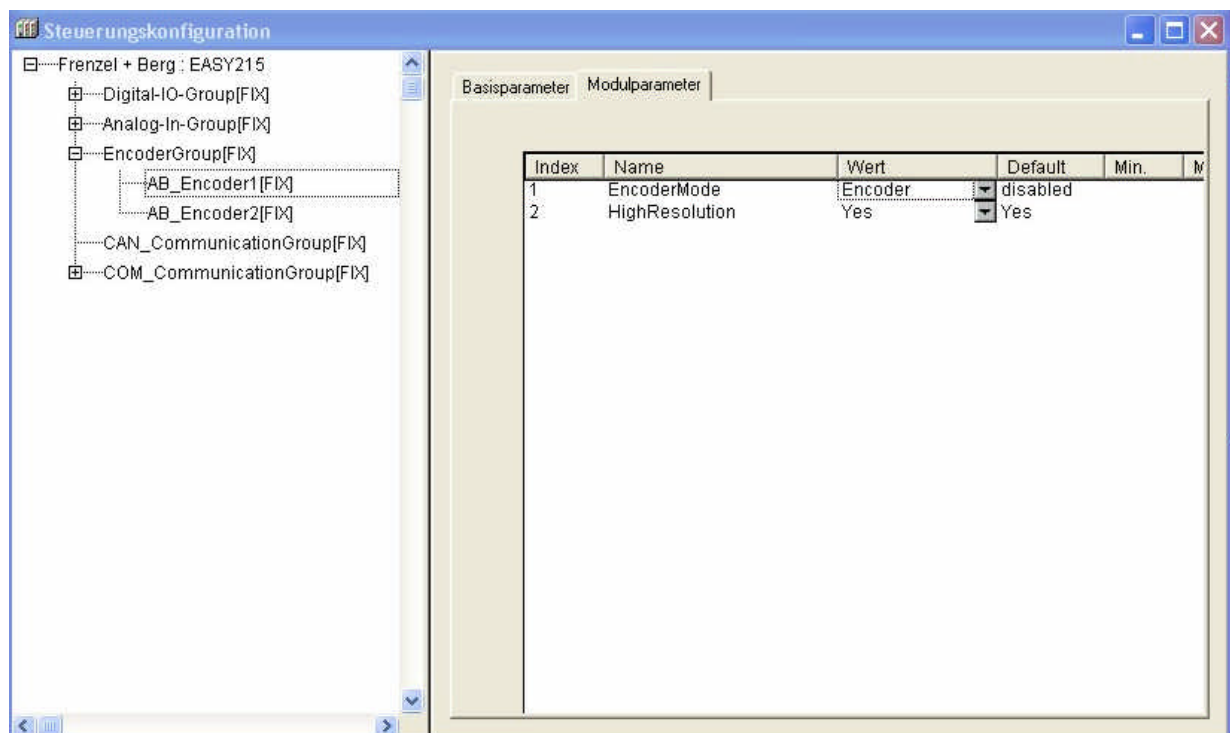 Steuerungskonfiguration
Frenzel + Berg : EASY215
Digital-IO-Group[FIX]
Analog-In-Group[FIX]
EncoderGroup[FIX]
AB_Encoder1[FIX]
AB_Encoder2[FIX]
CAN_CommunicationGroup[FIX]
COM_CommunicationGroup[FIX]
Basisparameter Modulparameter
Index Name Wert Default Min. M
1 EncoderMode Encoder disabled
2 HighResolution Yes Yes